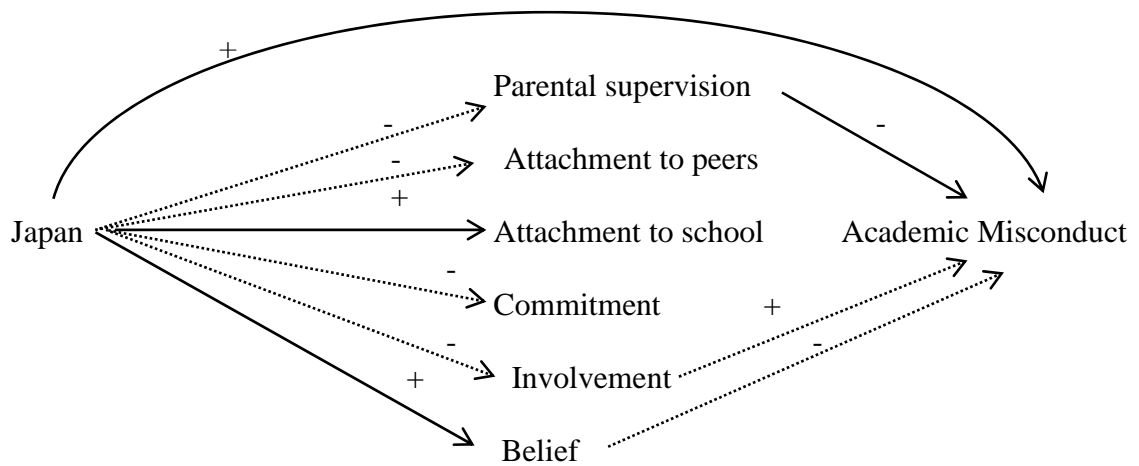 +
Parental supervision
-
-
-
Attachment to peers
+
Japan
Attachment to school
Academic Misconduct
-
Commitment
+
-
-
+
Involvement
Belief